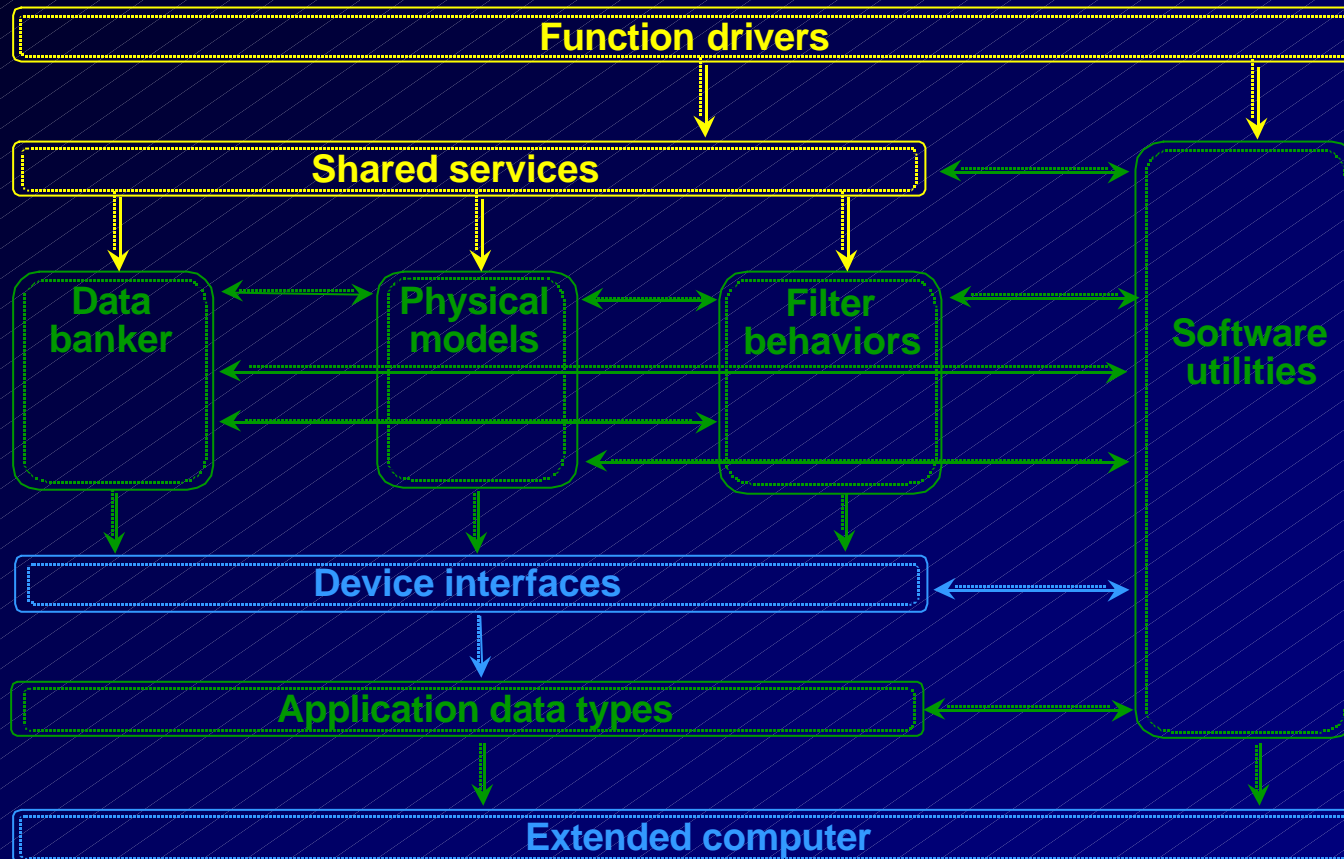 Function drivers
Shared services
Data
banker
Physical
models
Filter
behaviors
Software
utilities
Device interfaces
Application data types
Extended computer